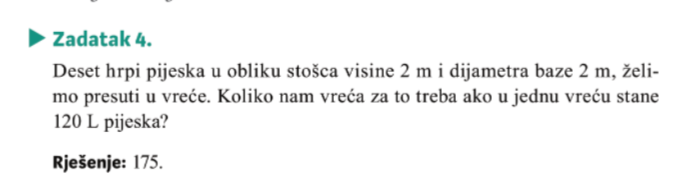 Zadatak 4.
Deset hrpi pijeska u obliku stošca visine 2 m i dijametra baze 2 m, želi-
mo presuti u vreće. Koliko nam vreća za to treba ako u jednu vreću stane
120 L pijeska?
Rješenje: 175.